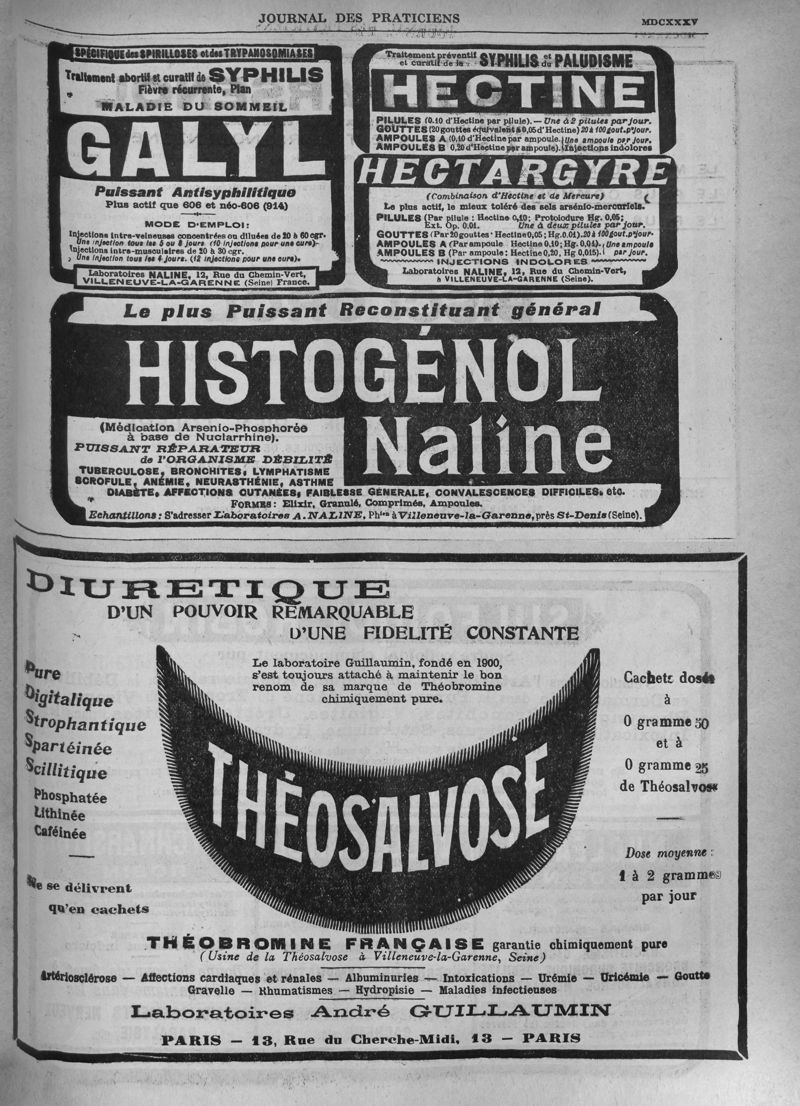 JOURNAL DES PRATICIENS
MDCXXXV
SPÉCIFIQUE des SPIRILLOSES et des TRYPANOSOMIASES
Traitement abortif et curatif de SYPHILIS
Fièvre récurrente, Pian
MALADIE DU SOMMEIL
GALYL
Puissant Antisyphilitique
Plus actif que 606 et néo-606 (914)
MODE D'EMPLOI:
Injections intra-veineuses concentrées ou diluées de 20 à 60 cgr.
Une injection tous les 5 ou 8 jours (10 injections pour une cure)-
Injections intra-musculaires de 20 à 30 cgr.
Une injection tous les 4 jours. (12 injections pour une cure).
Laboratoires NALINE, 12, Rue du Chemin-Vert,
VILLENEUVE-LA-GARENNE (Seine) France.
Traitement préventif et curatif de la: SYPHILIS et du PALUDISME
HECTINE
PILULES (0.10 d'Hectine par pilule). — Une à 2 pilules par jour.
GOUTTES (20 gouttes équivalent à 0,05 d'Hectine) 20 à 100 gout. p. jour.
AMPOULES A (0,10 d'Hectine par ampoule). Une ampoule par jour.
AMPOULES B 0,20 d'Hectine par ampoule). Injections indolores
HECTARGYRE
(Combinaison d'Hectine et de Mercure)
Le plus actif, le mieux toléré des sels arsénio-mercuriels.
PILULES (Par pilule : Hectine 0,10; Protoiodure Hg. 0,05;
Ext. Op. 0.01. Une à deux pilules par jour.
GOUTTES (Par 20 gouttes · Hectine 0,05; Hg. 0.01). 20 à 100 gout. p. jour.
AMPOULES A (Par ampoule Hectine 0,10; Hg. 0,04). Une ampoule
AMPOULES B (Par ampoule: Hectine 0,20, Hg 0,015). par jour.
INJECTIONS INDOLORES
Laboratoires NALINE, 12, Rue du Chemin-Vert,
à VILLENEUVE-LA-GARENNE (Seine).
Le plus Puissant Reconstituant général
HISTOGÉNOL
Naline
(Médication Arsenio-Phosphorée
à base de Nuclarrhine).
PUISSANT RÉPARATEUR
de l'ORGANISME DÉBILITÉ
TUBERCULOSE, BRONCHITES, LYMPHATISME
SCROFULE, ANÉMIE, NEURASTHÉNIE, ASTHME
DIABÈTE, AFFECTIONS CUTANÉES, FAIBLESSE GÉNÉRALE, CONVALESCENCES DIFFICILES. etc.
FORMES: Elixir, Granulé, Comprimés, Ampoules.
Echantillons : S'adresser Laboratoires A. NALINE, Phien à Villeneuve-la-Garenne, près St-Denis (Seine).
DIURETIQUE
D'UN POUVOIR REMARQUABLE
D'UNE FIDELITÉ CONSTANTE
Le laboratoire Guillaumin, fondé en 1900,
s'est toujours attaché à maintenir le bon
renom de sa marque de Théobromine
chimiquement pure.
Pure
Digitalique
Strophantique
Spartéinée
Scillitique
Phosphatée
Lithinée
Caféinée
Ne se délivrent
qu'en cachets
THÉOSALVOSE
Cachets dosés
à
0 gramme 50
et à
0 gramme 25
de Théosalvose
Dose moyenne :
1 à 2 grammes
par jour
THÉOBROMINE FRANÇAISE garantie chimiquement pure
(Usine de la Théosalvose à Villeneuve-la-Garenne, Seine)
Artériosclérose — Affections cardiaques et rénales — Albuminuries — Intoxications — Urémie — Uricémie — Goutte
Gravelle — Rhumatismes — Hydropisie — Maladies infectieuses
Laboratoires André GUILLAUMIN
PARIS — 13, Rue du Cherche-Midi, 13 — PARIS